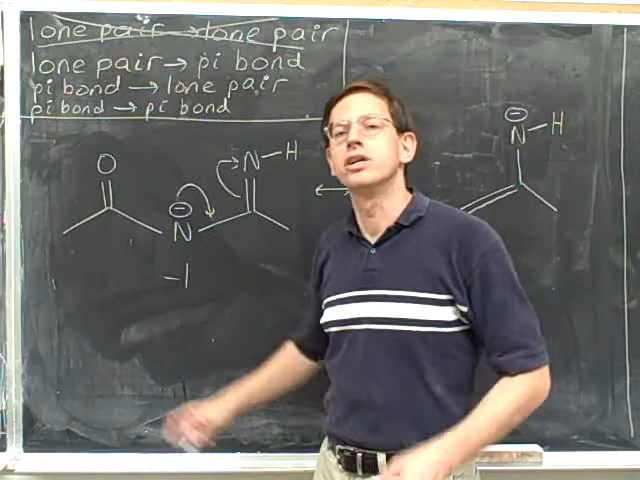 lone pair → lone pair
lone pair → pi bond
pi bond → lone pair
pi bond → pi bond
O
N-H
⊖
N
-1
⊖
N-H